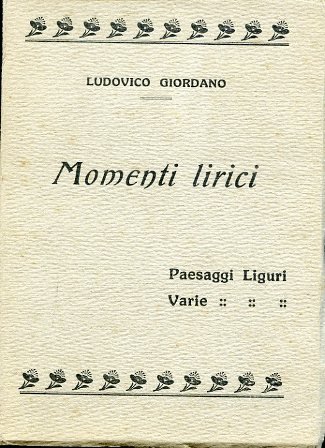 LUDOVICO GIORDANO
Momenti lirici
Paesaggi Liguri
Varie :: :: ::